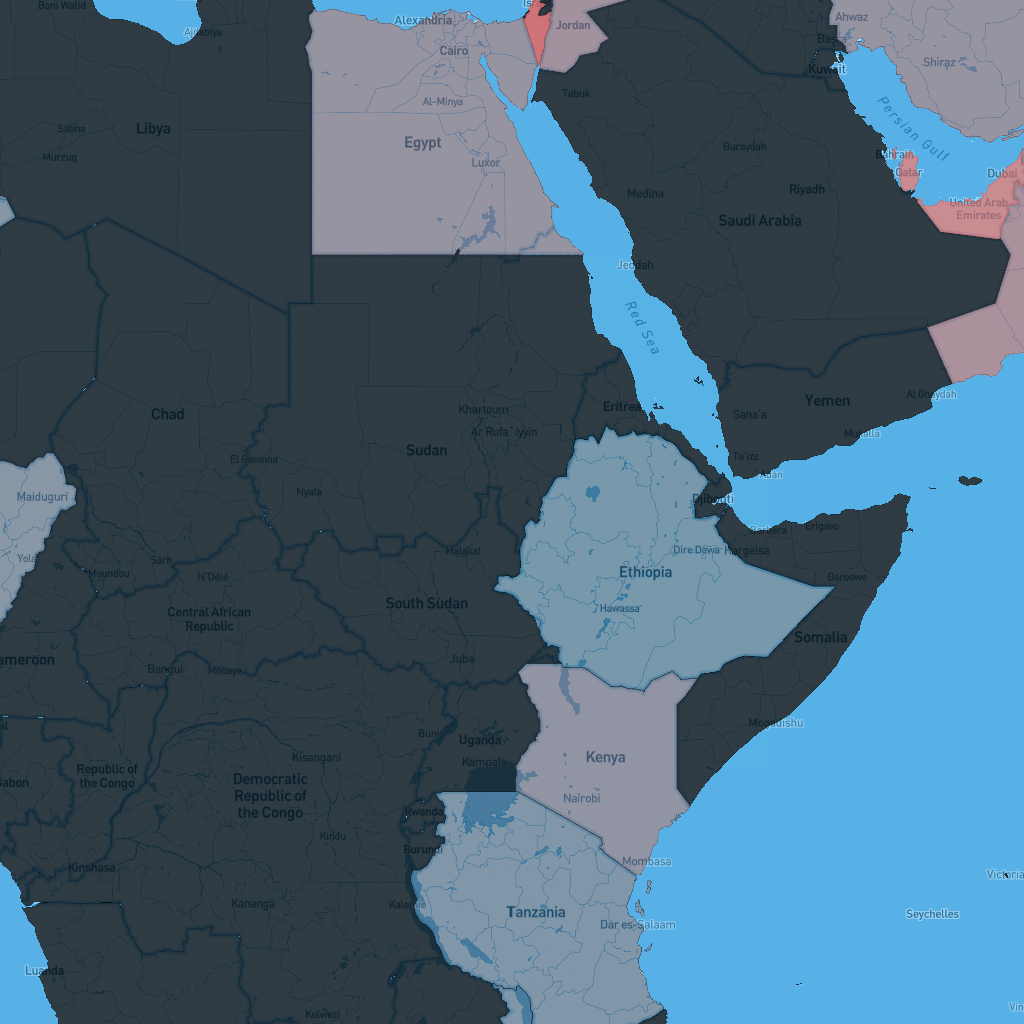 Bani Walid
Ajdabiya
Alexandria
Jordan
Ahwaz
Cairo
Kuwait
Shiraz
Tabuk
Al-Minya
Persian Gulf
Sabha
Libya
Egypt
Murzuq
Luxor
Buraydah
Bahrain
Qatar
Dubai
Medina
Riyadh
United Arab
Emirates
Saudi Arabia
Jeddah
Red Sea
Al Ghaydah
Chad
Khartoum
Eritrea
Sana'a
Yemen
Ar Rufa`iyyin
Mukalla
Sudan
El Geneina
Ta'izz
Maiduguri
Nyala
Djibouti
Berbera
Erigavo
Yola
Moundou
Sarh
Malakal
Dire Dawa
Hargeisa
N'Délé
Ethiopia
Garoowe
Central African
Republic
South Sudan
Hawassa
Somalia
Bangui
Mobaye
Juba
Mogadishu
Bunia
Uganda
Kisangani
Kampala
Kenya
Republic of
the Congo
Democratic
Republic of
the Congo
Nairobi
Rwanda
Kindu
Burundi
Kinshasa
Mombasa
Victoria
Kananga
Kalemie
Tanzania
Seychelles
Dar es-Salaam
Luanda
Kolwezi